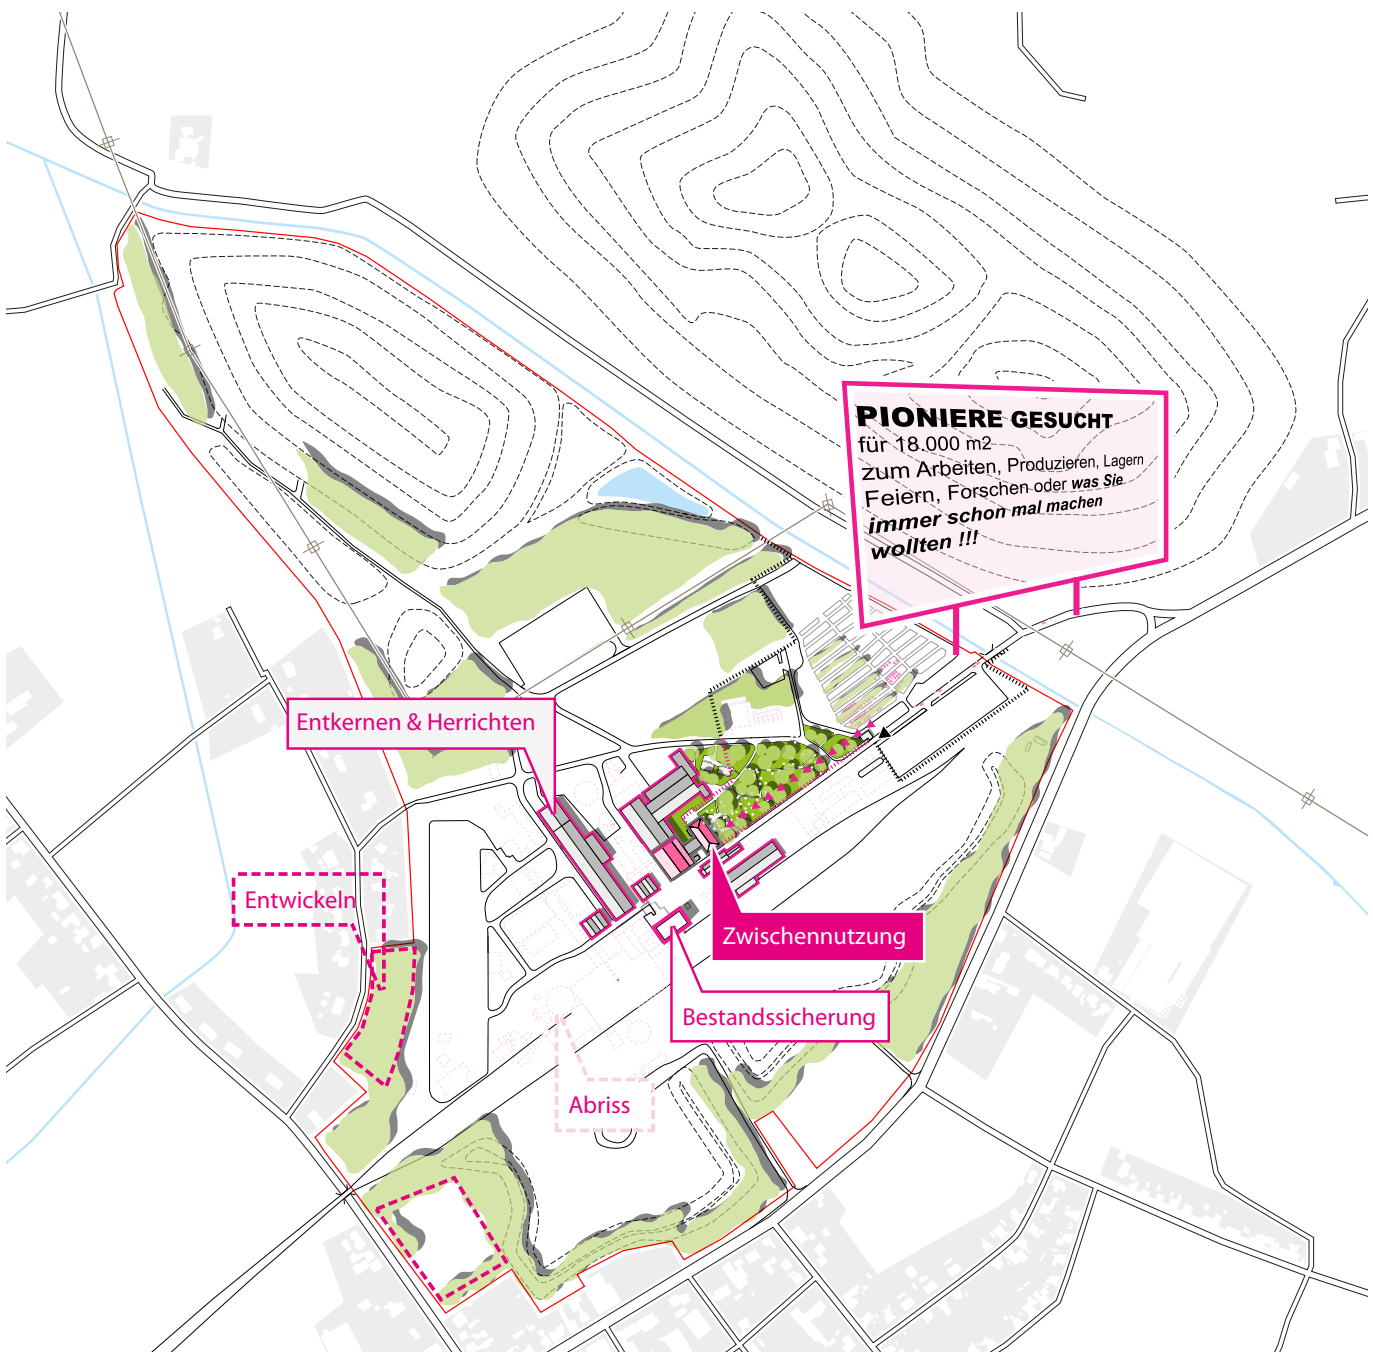 PIONIERE GESUCHT
für 18.000 m2
zum Arbeiten, Produzieren, Lagern
Feiern, Forschen oder was Sie
immer schon mal machen
wollten !!!
Entkernen & Herrichten
Entwickeln
Zwischennutzung
Bestandssicherung
Abriss